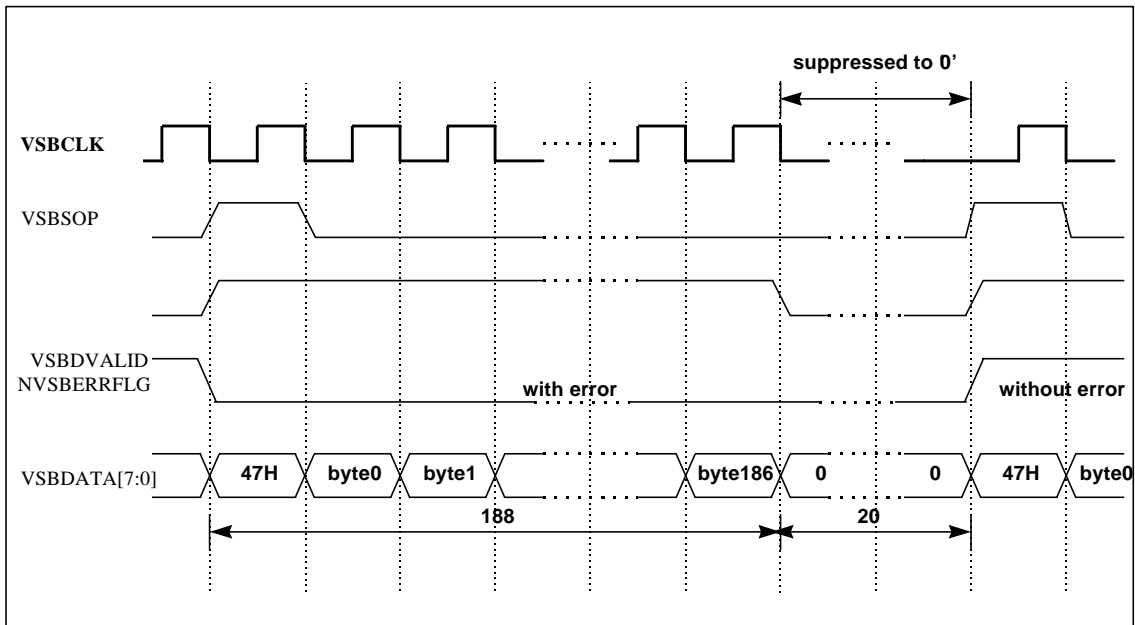 suppressed to 0’
VSBCLK
VSBSOP
VSBDVALID
NVSBERRFLG
with error
without error
VSBDATA[7:0]
47H
byte0
byte1
byte186
0
0
47H
byte0
188
20